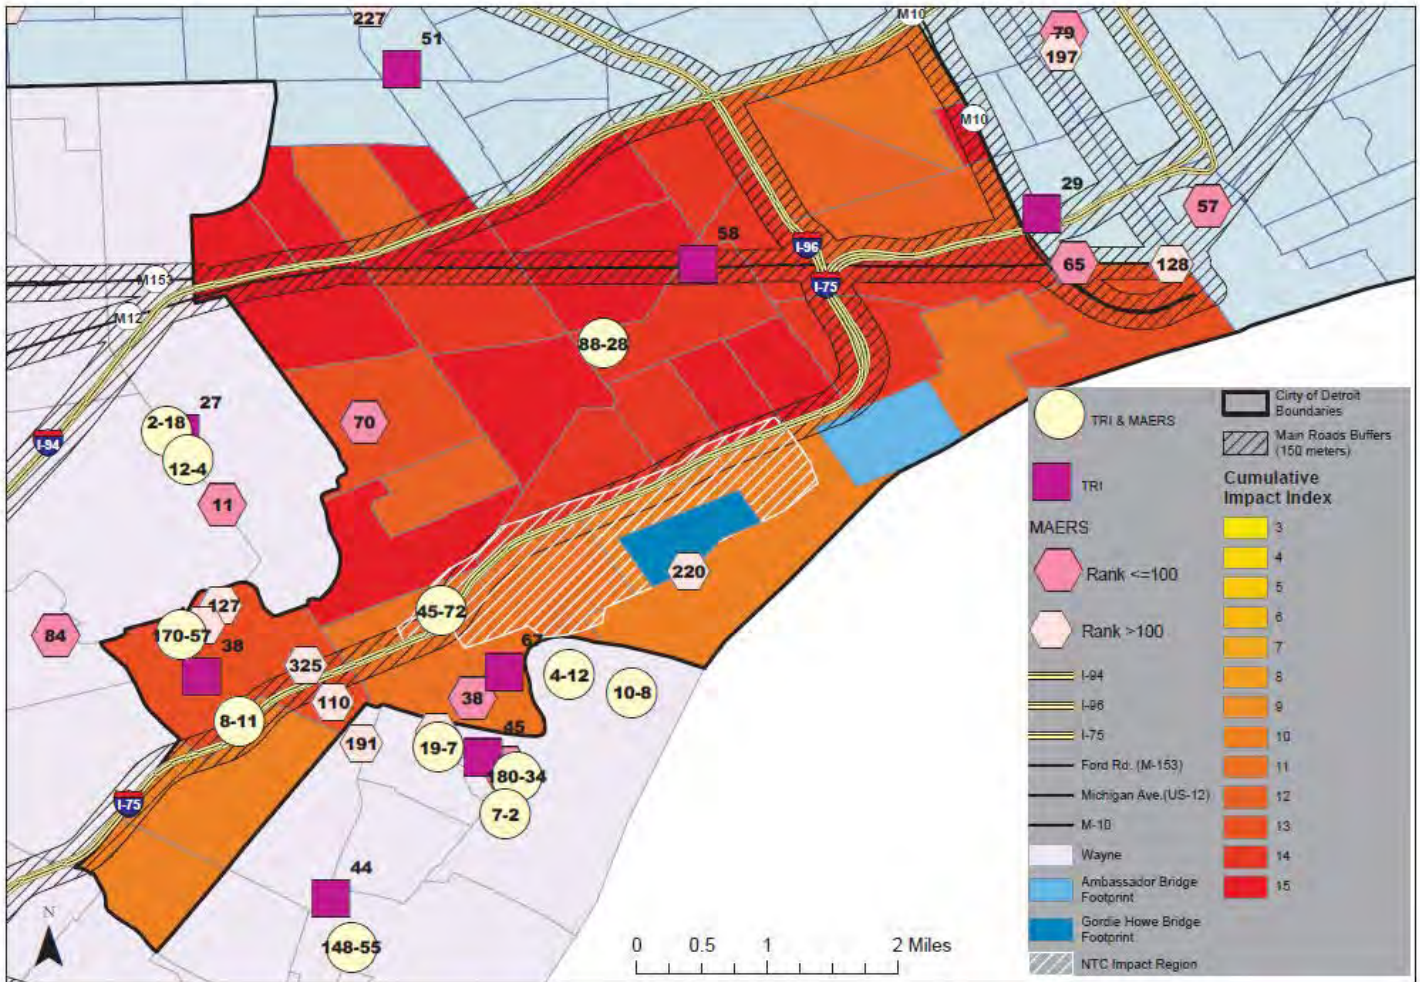 227
51
M10
79
197
M10
29
57
58
I-96
65
128
M153
I-75
M12
88-28
27
2-18
70
I-94
12-4
11
220
127
45-72
84
170-57
38
67
325
4-12
38
10-8
110
8-11
45
191
19-7
180-34
I-75
7-2
44
148-55
N
0 0.5 1 2 Miles
TRI & MAERS
TRI
MAERS
Rank <=100
Rank >100
I-94
I-96
I-75
Ford Rd. (M-153)
Michigan Ave.(US-12)
M-10
Wayne
Ambassador Bridge
Footprint
Gordie Howe Bridge
Footprint
NTC Impact Region
Cirty of Detroit
Boundaries
Main Roads Buffers
(150 meters)
Cumulative
Impact Index
3
4
5
6
7
8
9
10
11
12
13
14
15